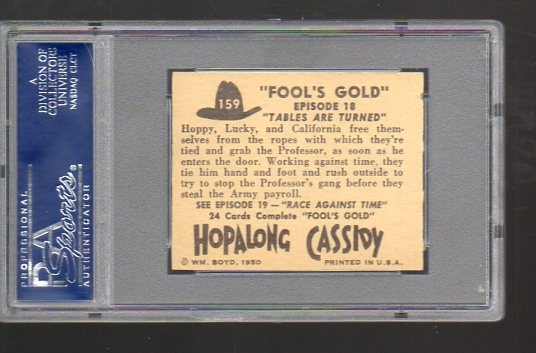 A
DIVISION OF
COLLECTORS
UNIVERSE
NASDAQ: CLCT
PROFESSIONAL
PSA
Sports
®
AUTHENTICATOR
159
"FOOL'S GOLD"
EPISODE 18
"TABLES ARE TURNED"
Hoppy, Lucky, and California free them-
selves from the ropes with which they're
tied and grab the Professor, as soon as he
enters the door. Working against time, they
tie him hand and foot and rush outside to
try to stop the Professor's gang before they
steal the Army payroll.
SEE EPISODE 19 – "RACE AGAINST TIME"
24 Cards Complete "FOOL'S GOLD"
HOPALONG CASSIDY
© WM. BOYD, 1950 PRINTED IN U.S.A.